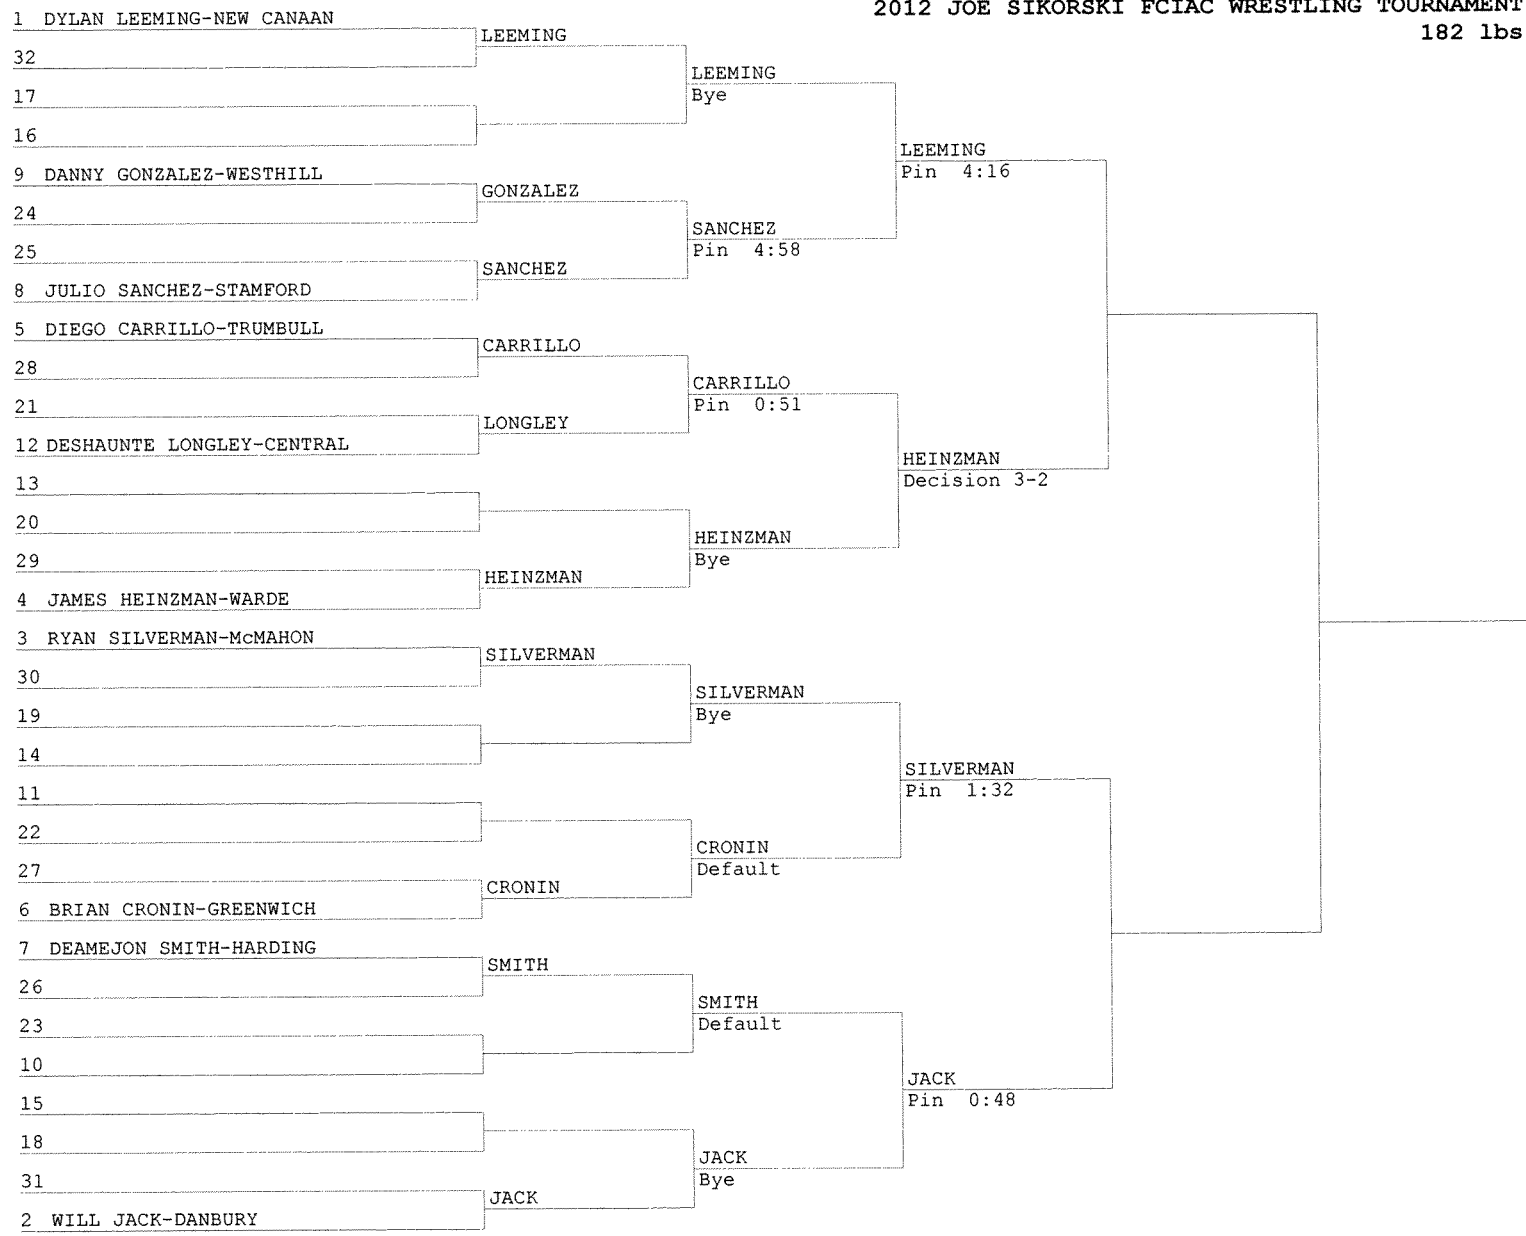 2012 JOE SIKORSKI FCIAC WRESTLING TOURNAMENT
182 lbs
1 DYLAN LEEMING-NEW CANAAN
32
17
16
9 DANNY GONZALEZ-WESTHILL
24
25
8 JULIO SANCHEZ-STAMFORD
5 DIEGO CARRILLO-TRUMBULL
28
21
12 DESHAUNTE LONGLEY-CENTRAL
13
20
29
4 JAMES HEINZMAN-WARDE
3 RYAN SILVERMAN-McMAHON
30
19
14
11
22
27
6 BRIAN CRONIN-GREENWICH
7 DEAMEJON SMITH-HARDING
26
23
10
15
18
31
2 WILL JACK-DANBURY
LEEMING
GONZALEZ
SANCHEZ
CARRILLO
LONGLEY
HEINZMAN
SILVERMAN
CRONIN
SMITH
JACK
LEEMING
Bye
SANCHEZ
Pin 4:58
CARRILLO
Pin 0:51
HEINZMAN
Bye
SILVERMAN
Bye
CRONIN
Default
SMITH
Default
JACK
Bye
LEEMING
Pin 4:16
HEINZMAN
Decision 3-2
SILVERMAN
Pin 1:32
JACK
Pin 0:48